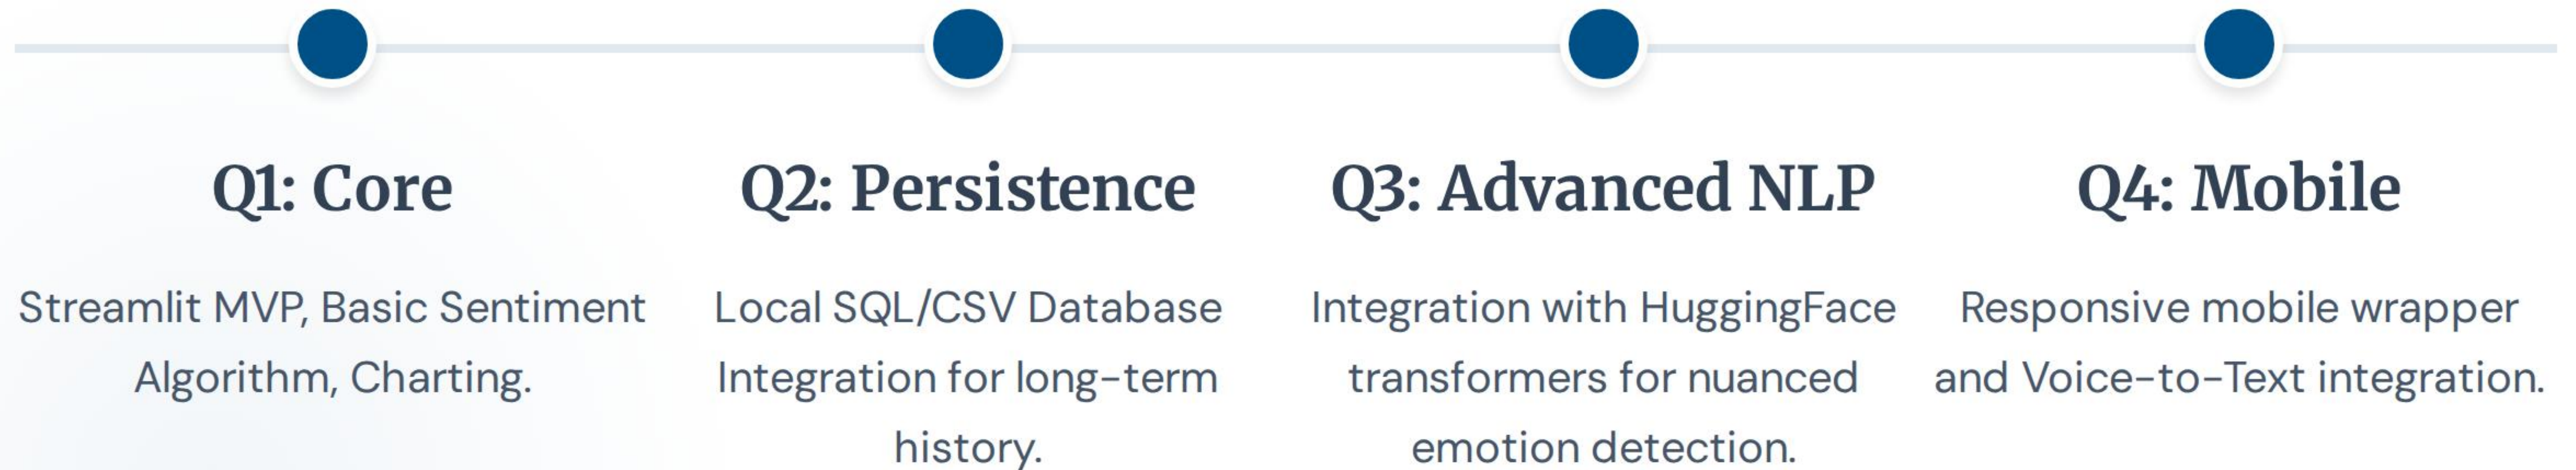 Q1: Core
Streamlit MVP, Basic Sentiment
Algorithm, Charting.
Q2: Persistence
Local SQL/CSV Database
Integration for long-term
history.
Q3: Advanced NLP
Integration with HuggingFace
transformers for nuanced
emotion detection.
Q4: Mobile
Responsive mobile wrapper
and Voice-to-Text integration.